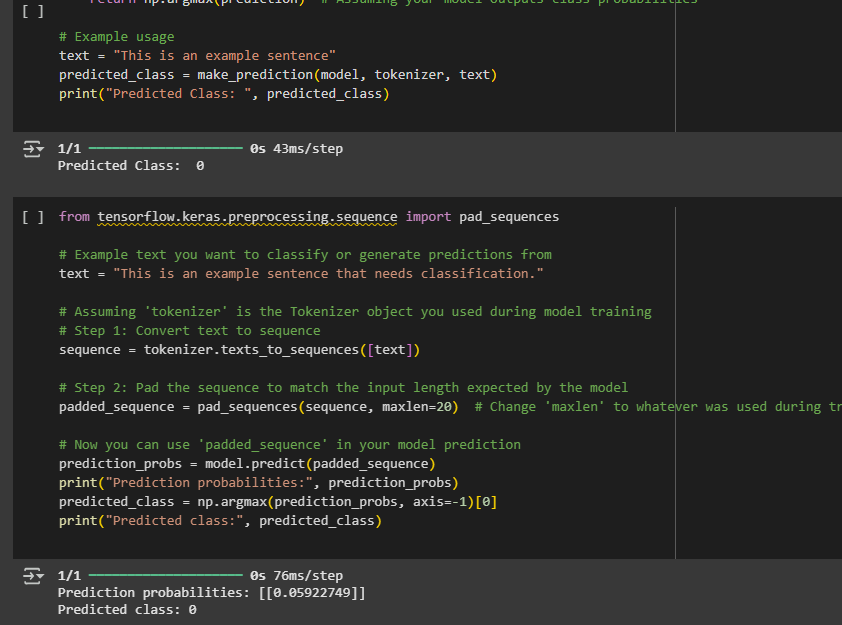 return np.argmax(prediction)  # Assuming your model outputs class probabilities
[ ]
# Example usage
text = "This is an example sentence"
predicted_class = make_prediction(model, tokenizer, text)
print("Predicted Class: ", predicted_class)
1/1 0s 43ms/step
Predicted Class:  0
[ ] from tensorflow.keras.preprocessing.sequence import pad_sequences
# Example text you want to classify or generate predictions from
text = "This is an example sentence that needs classification."
# Assuming 'tokenizer' is the Tokenizer object you used during model training
# Step 1: Convert text to sequence
sequence = tokenizer.texts_to_sequences([text])
# Step 2: Pad the sequence to match the input length expected by the model
padded_sequence = pad_sequences(sequence, maxlen=20)  # Change 'maxlen' to whatever was used during tr
# Now you can use 'padded_sequence' in your model prediction
prediction_probs = model.predict(padded_sequence)
print("Prediction probabilities:", prediction_probs)
predicted_class = np.argmax(prediction_probs, axis=-1)[0]
print("Predicted class:", predicted_class)
1/1 0s 76ms/step
Prediction probabilities: [[0.05922749]]
Predicted class: 0